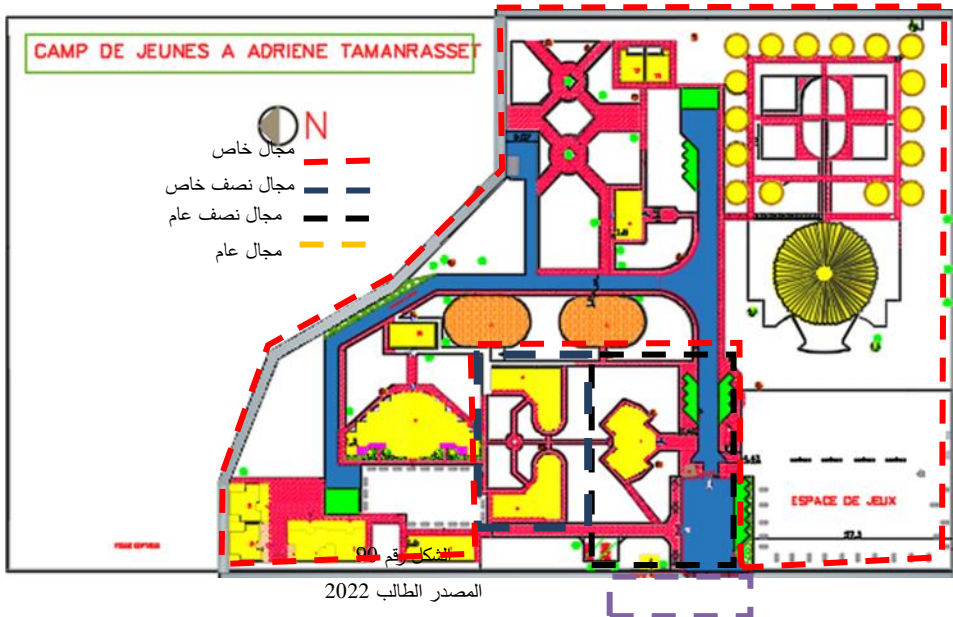 CAMP DE JEUNES A ADRIENE TAMANRASSET
N
مجال خاص
مجال نصف خاص
مجال نصف عام
مجال عام
ESPACE DE JEUX
الشكل رقم 90
المصدر الطالب 2022